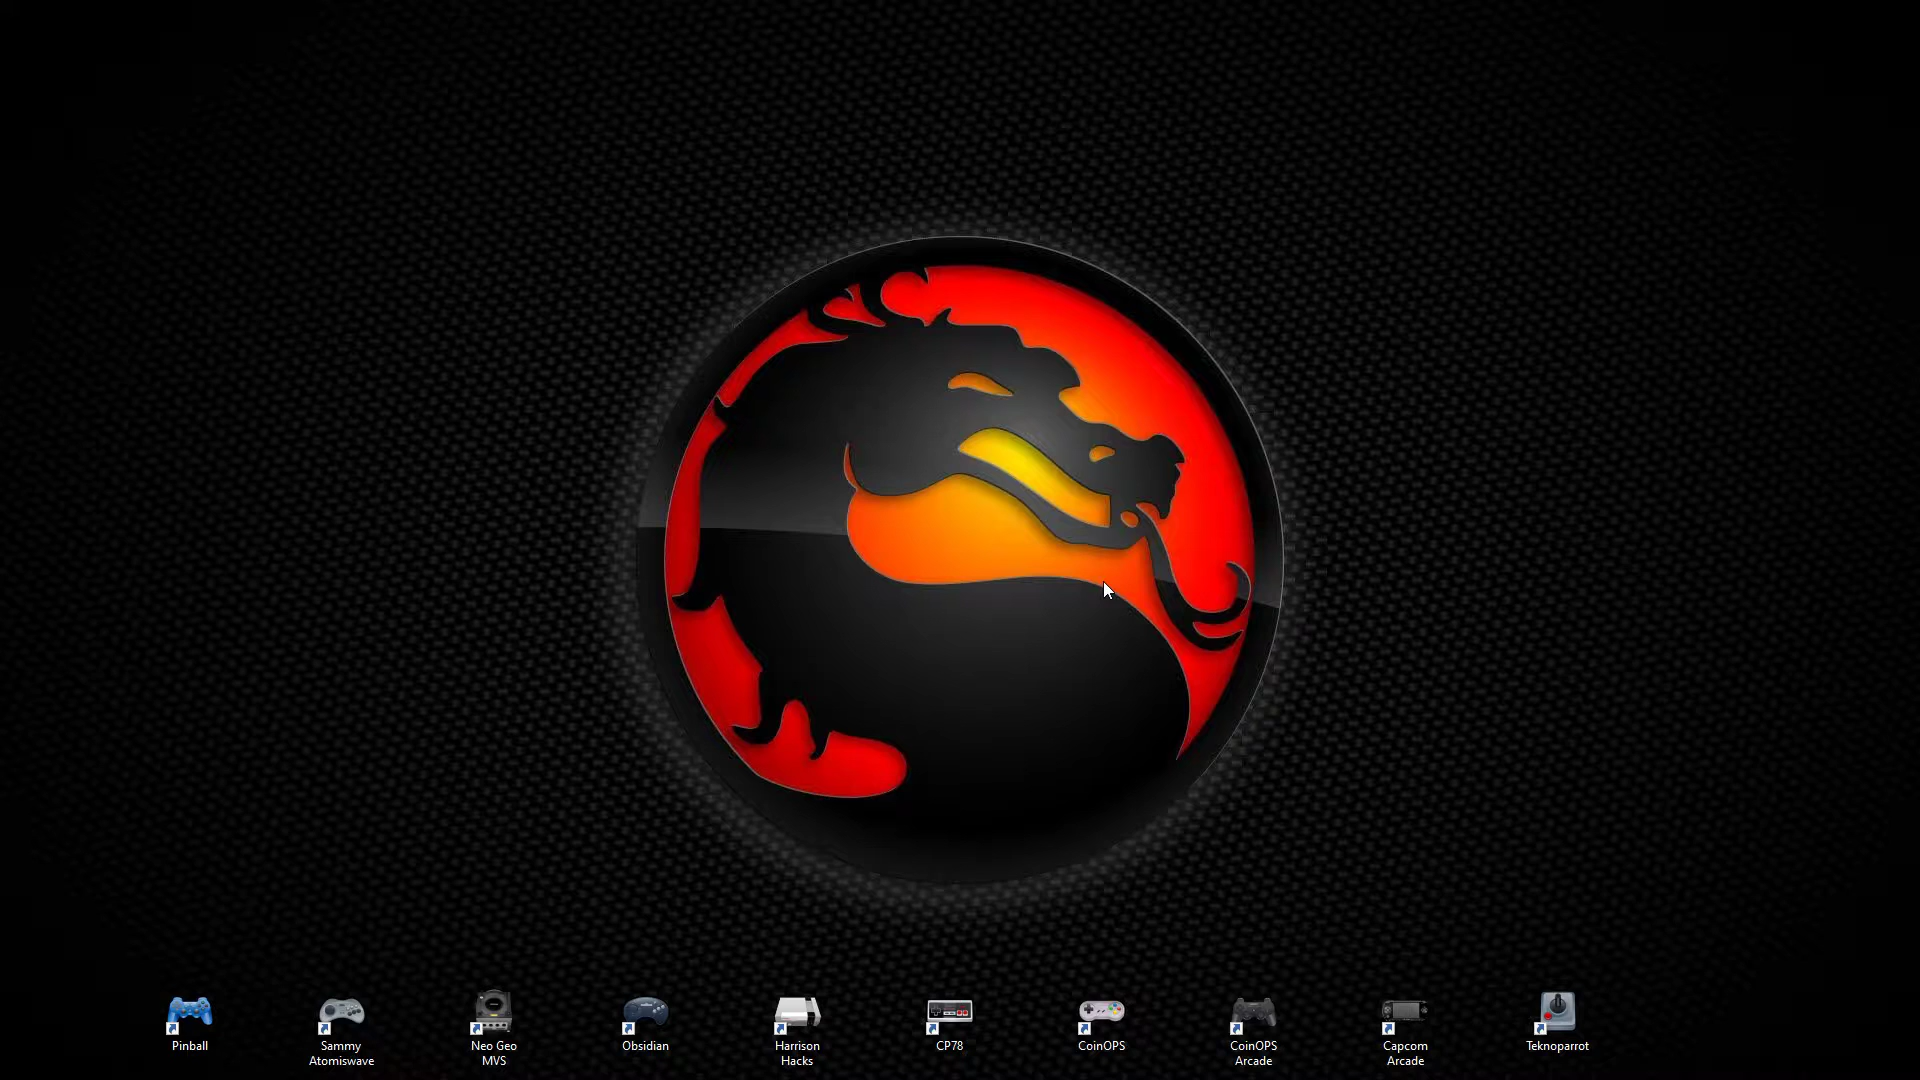 Pinball
Sammy
Atomiswave
Neo Geo
MVS
Obsidian
Harrison
Hacks
CP78
CoinOPS
CoinOPS
Arcade
Capcom
Arcade
Teknoparrot